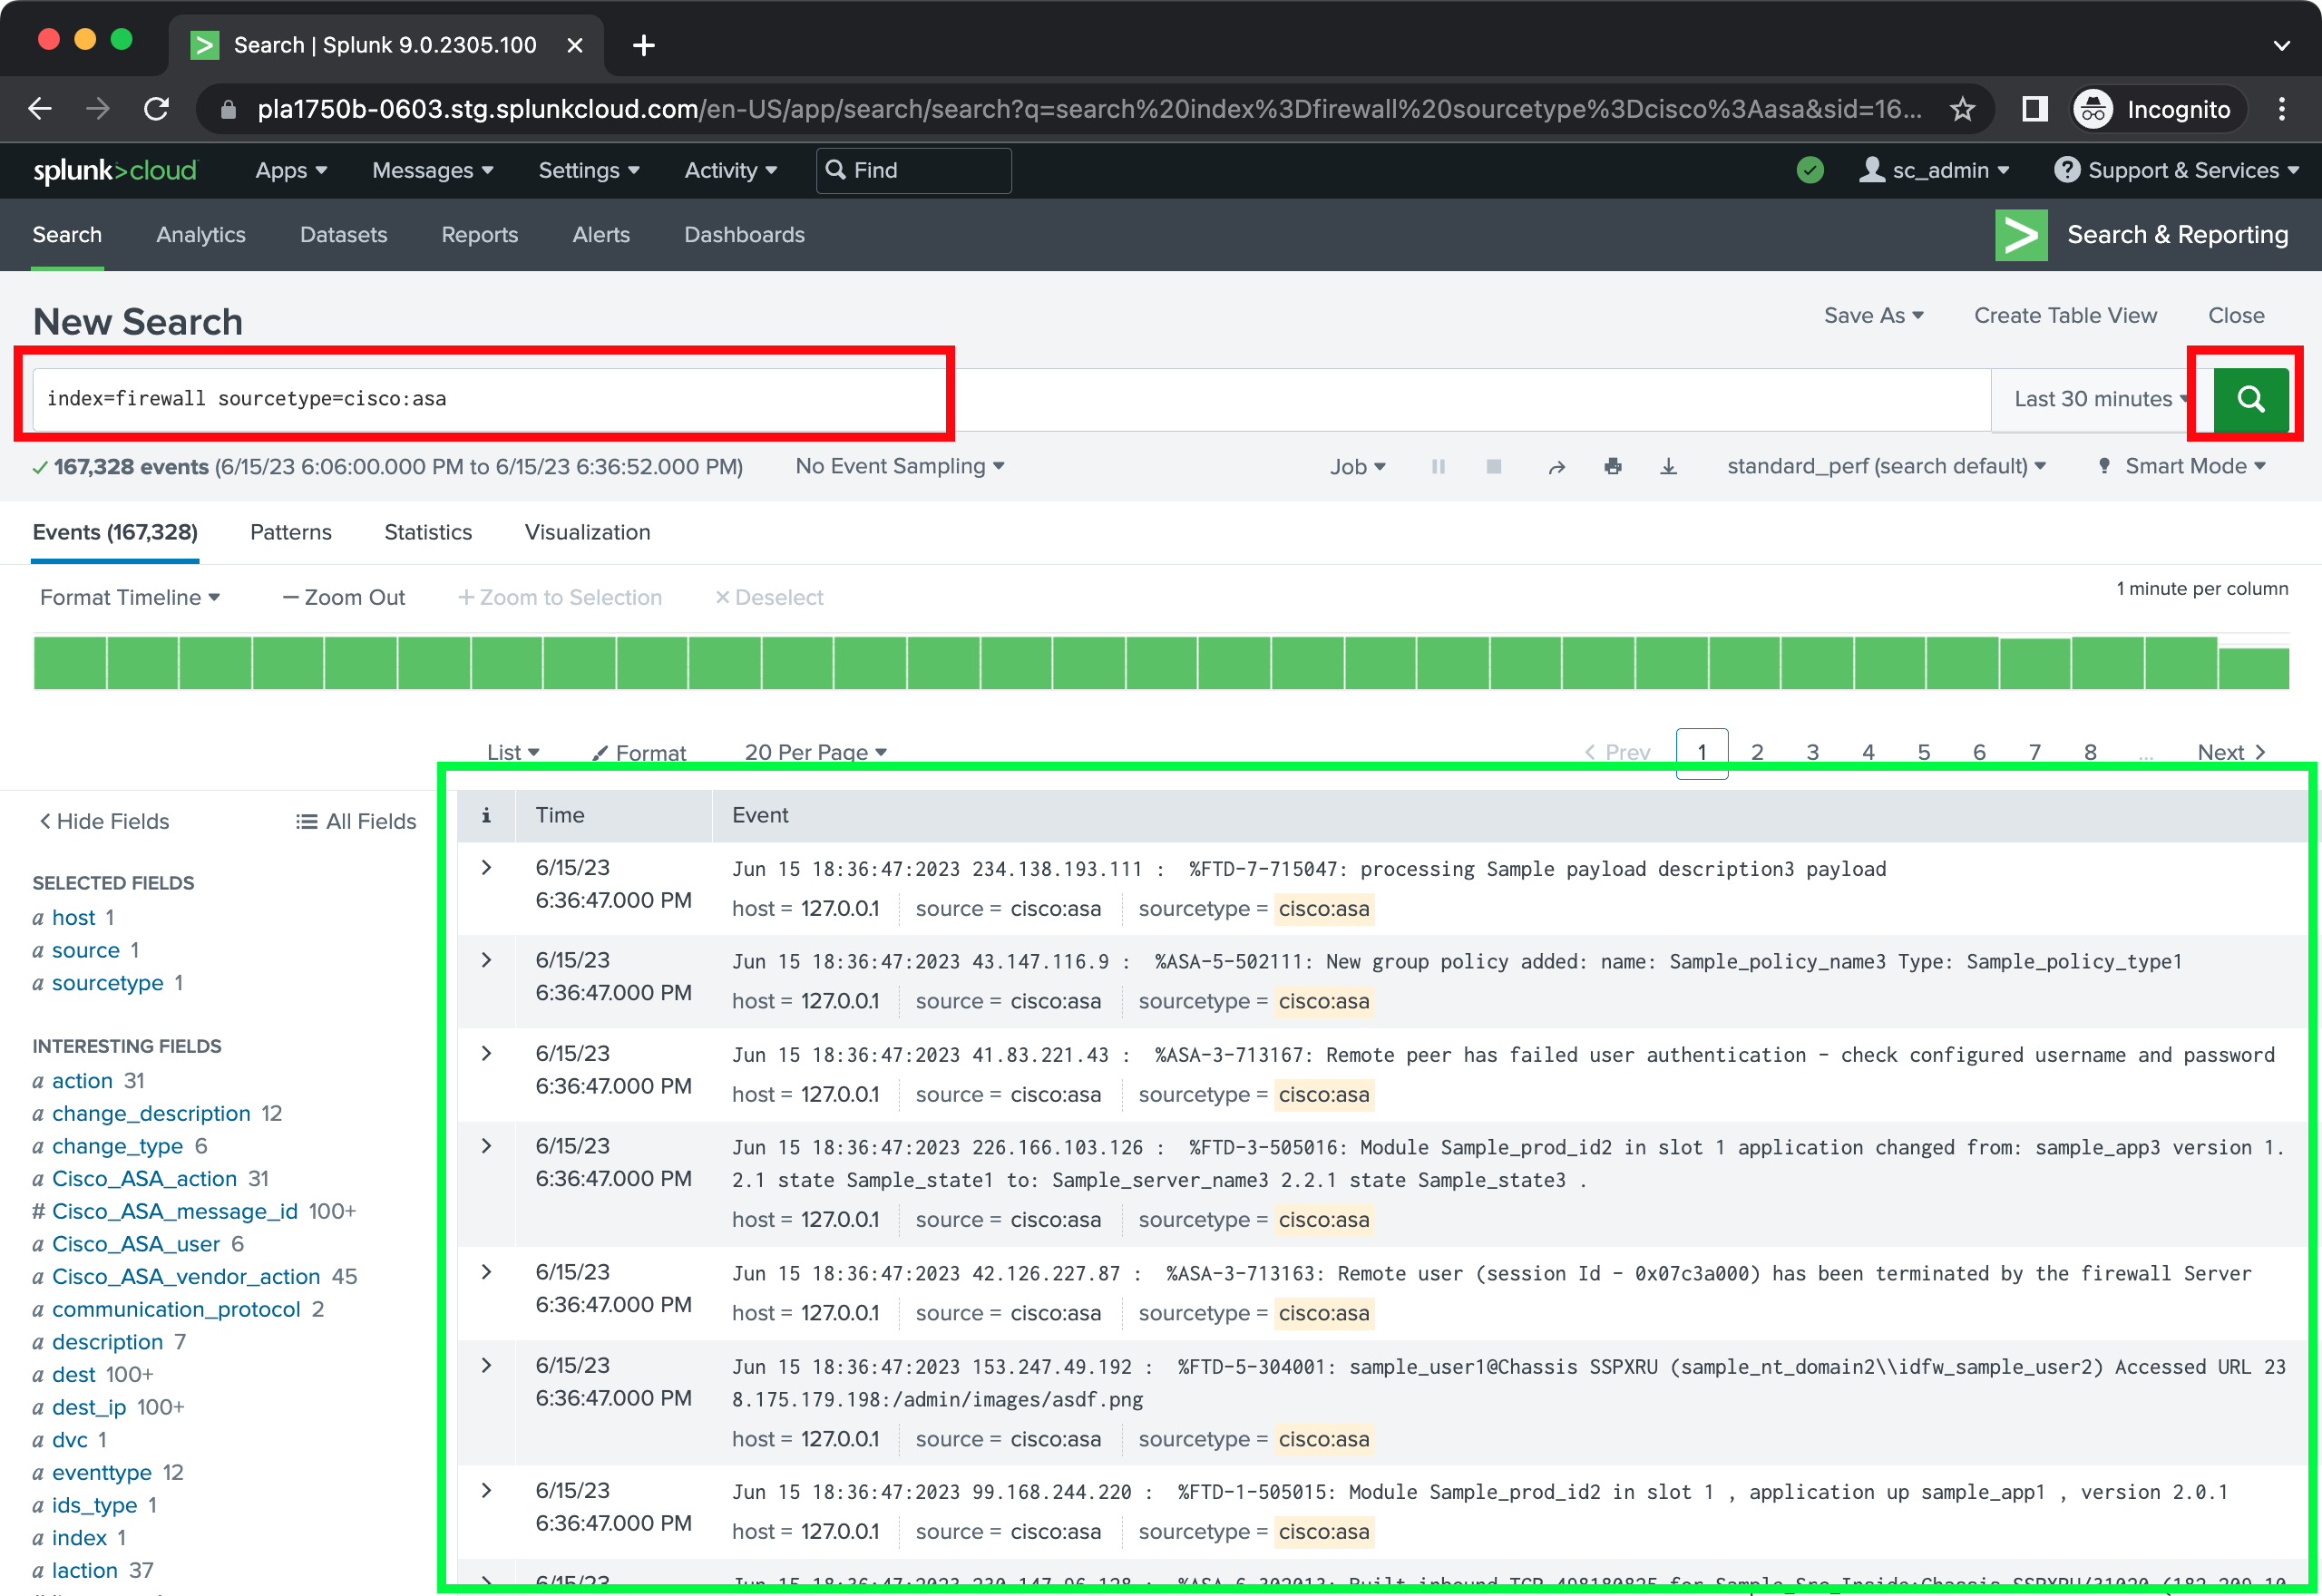 Search | Splunk 9.0.2305.100
pla1750b-0603.stg.splunkcloud.com/en-US/app/search/search?q=search%20index%3Dfirewall%20sourcetype%3Dcisco%3Aasa&sid=16...
Incognito
splunk>cloud Apps Messages Settings Activity Find sc_admin Support & Services
Search Analytics Datasets Reports Alerts Dashboards Search & Reporting
New Search
Save As Create Table View Close
index=firewall sourcetype=cisco:asa
Last 30 minutes
167,328 events (6/15/23 6:06:00.000 PM to 6/15/23 6:36:52.000 PM) No Event Sampling Job standard_perf (search default) Smart Mode
Events (167,328) Patterns Statistics Visualization
Format Timeline — Zoom Out + Zoom to Selection × Deselect
1 minute per column
List Format 20 Per Page < Prev 1 2 3 4 5 6 7 8 ... Next >
< Hide Fields All Fields
SELECTED FIELDS
a host 1
a source 1
a sourcetype 1
INTERESTING FIELDS
a action 31
a change_description 12
a change_type 6
a Cisco_ASA_action 31
# Cisco_ASA_message_id 100+
a Cisco_ASA_user 6
a Cisco_ASA_vendor_action 45
a communication_protocol 2
a description 7
a dest 100+
a dest_ip 100+
a dvc 1
a eventtype 12
a ids_type 1
a index 1
a laction 37
i Time Event
6/15/23
6:36:47.000 PM
Jun 15 18:36:47:2023 234.138.193.111 : %FTD-7-715047: processing Sample payload description3 payload
host = 127.0.0.1 source = cisco:asa sourcetype = cisco:asa
6/15/23
6:36:47.000 PM
Jun 15 18:36:47:2023 43.147.116.9 : %ASA-5-502111: New group policy added: name: Sample_policy_name3 Type: Sample_policy_type1
host = 127.0.0.1 source = cisco:asa sourcetype = cisco:asa
6/15/23
6:36:47.000 PM
Jun 15 18:36:47:2023 41.83.221.43 : %ASA-3-713167: Remote peer has failed user authentication - check configured username and password
host = 127.0.0.1 source = cisco:asa sourcetype = cisco:asa
6/15/23
6:36:47.000 PM
Jun 15 18:36:47:2023 226.166.103.126 : %FTD-3-505016: Module Sample_prod_id2 in slot 1 application changed from: sample_app3 version 1.
2.1 state Sample_state1 to: Sample_server_name3 2.2.1 state Sample_state3 .
host = 127.0.0.1 source = cisco:asa sourcetype = cisco:asa
6/15/23
6:36:47.000 PM
Jun 15 18:36:47:2023 42.126.227.87 : %ASA-3-713163: Remote user (session Id - 0x07c3a000) has been terminated by the firewall Server
host = 127.0.0.1 source = cisco:asa sourcetype = cisco:asa
6/15/23
6:36:47.000 PM
Jun 15 18:36:47:2023 153.247.49.192 : %FTD-5-304001: sample_user1@Chassis SSPXRU (sample_nt_domain2\\idfw_sample_user2) Accessed URL 23
8.175.179.198:/admin/images/asdf.png
host = 127.0.0.1 source = cisco:asa sourcetype = cisco:asa
6/15/23
6:36:47.000 PM
Jun 15 18:36:47:2023 99.168.244.220 : %FTD-1-505015: Module Sample_prod_id2 in slot 1 , application up sample_app1 , version 2.0.1
host = 127.0.0.1 source = cisco:asa sourcetype = cisco:asa
6/15/23
Jun 15 18:36:47:2023